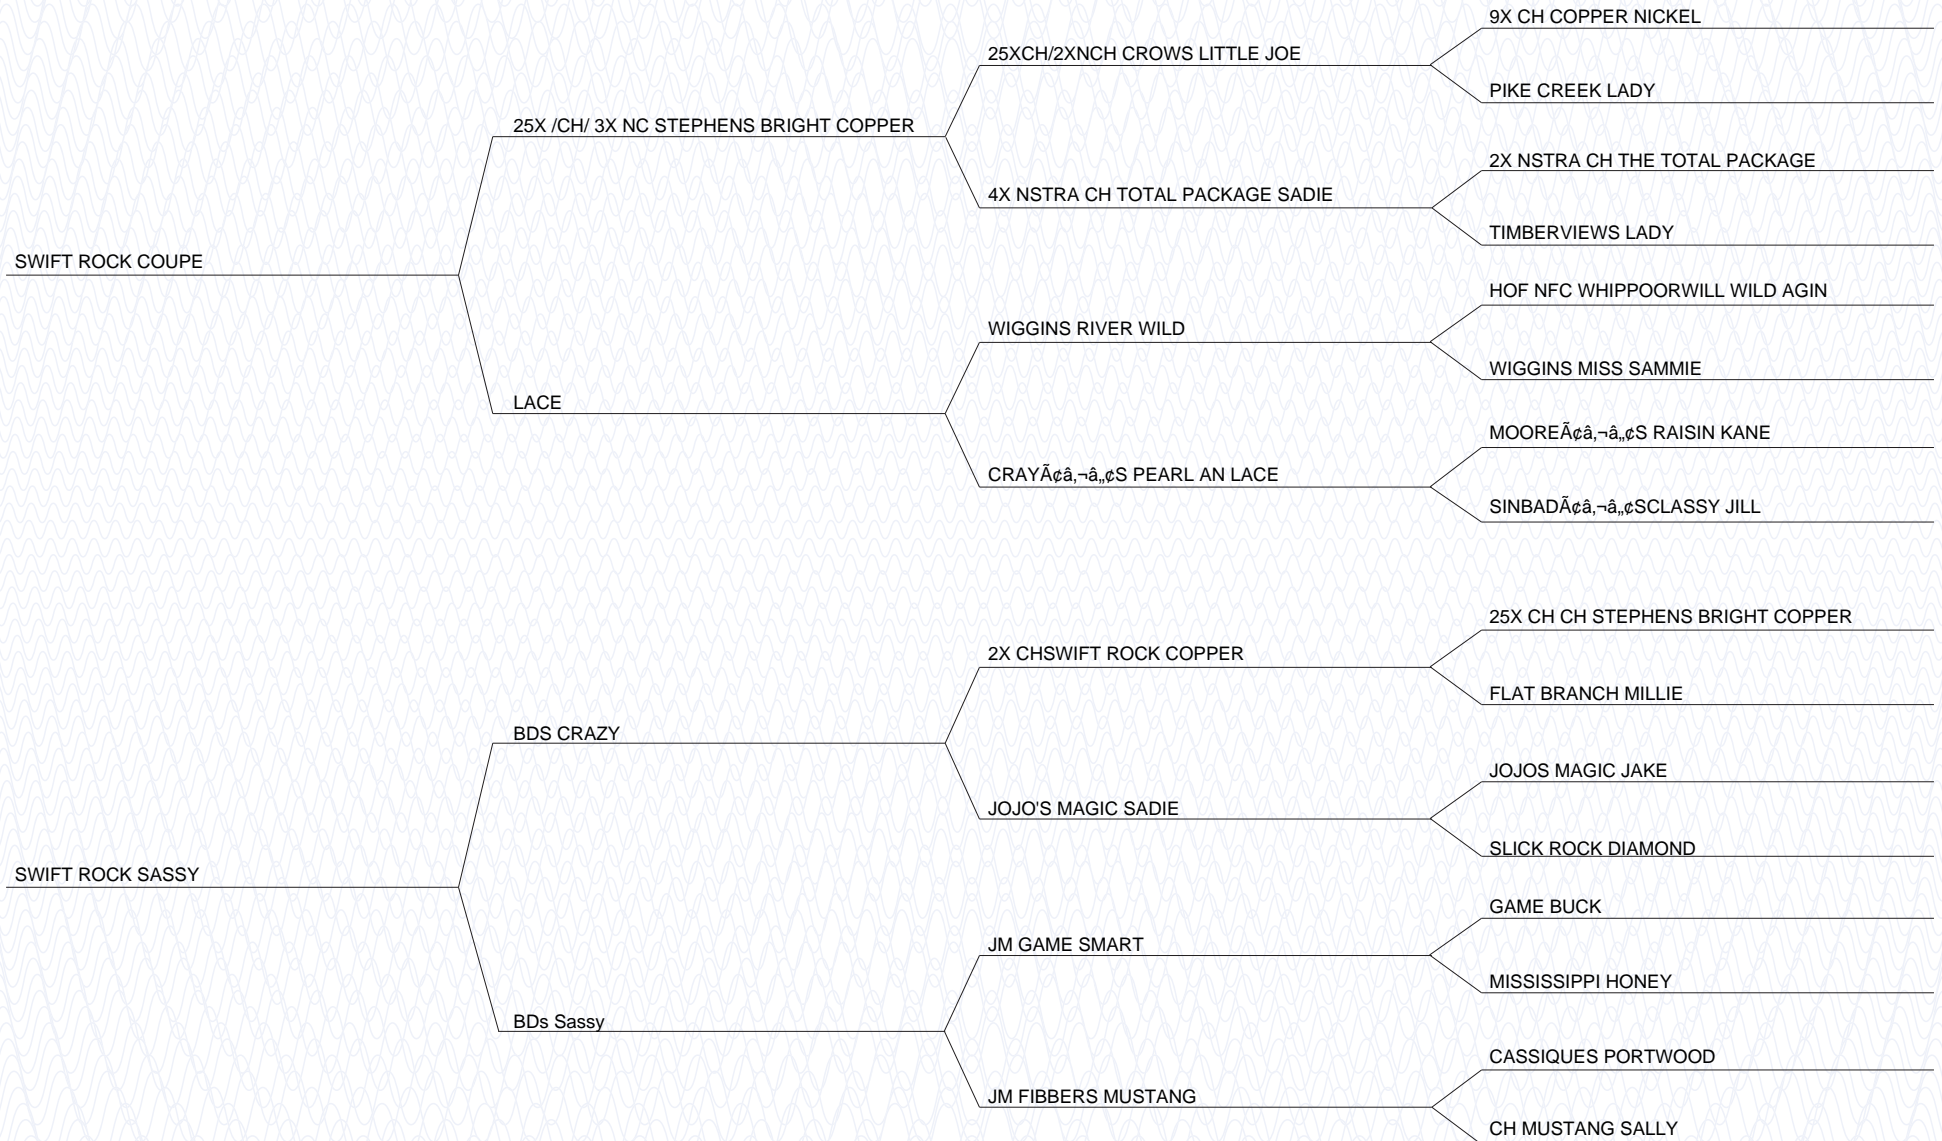 9X CH COPPER NICKEL
25XCH/2XNCH CROWS LITTLE JOE
PIKE CREEK LADY
25X /CH/ 3X NC STEPHENS BRIGHT COPPER
2X NSTRA CH THE TOTAL PACKAGE
4X NSTRA CH TOTAL PACKAGE SADIE
TIMBERVIEWS LADY
SWIFT ROCK COUPE
HOF NFC WHIPPOORWILL WILD AGIN
WIGGINS RIVER WILD
WIGGINS MISS SAMMIE
LACE
MOOREÃ¢â‚¬â„¢S RAISIN KANE
CRAYÃ¢â‚¬â„¢S PEARL AN LACE
SINBADÃ¢â‚¬â„¢SCLASSY JILL
25X CH CH STEPHENS BRIGHT COPPER
2X CHSWIFT ROCK COPPER
FLAT BRANCH MILLIE
BDS CRAZY
JOJOS MAGIC JAKE
JOJO'S MAGIC SADIE
SLICK ROCK DIAMOND
SWIFT ROCK SASSY
GAME BUCK
JM GAME SMART
MISSISSIPPI HONEY
BDs Sassy
CASSIQUES PORTWOOD
JM FIBBERS MUSTANG
CH MUSTANG SALLY